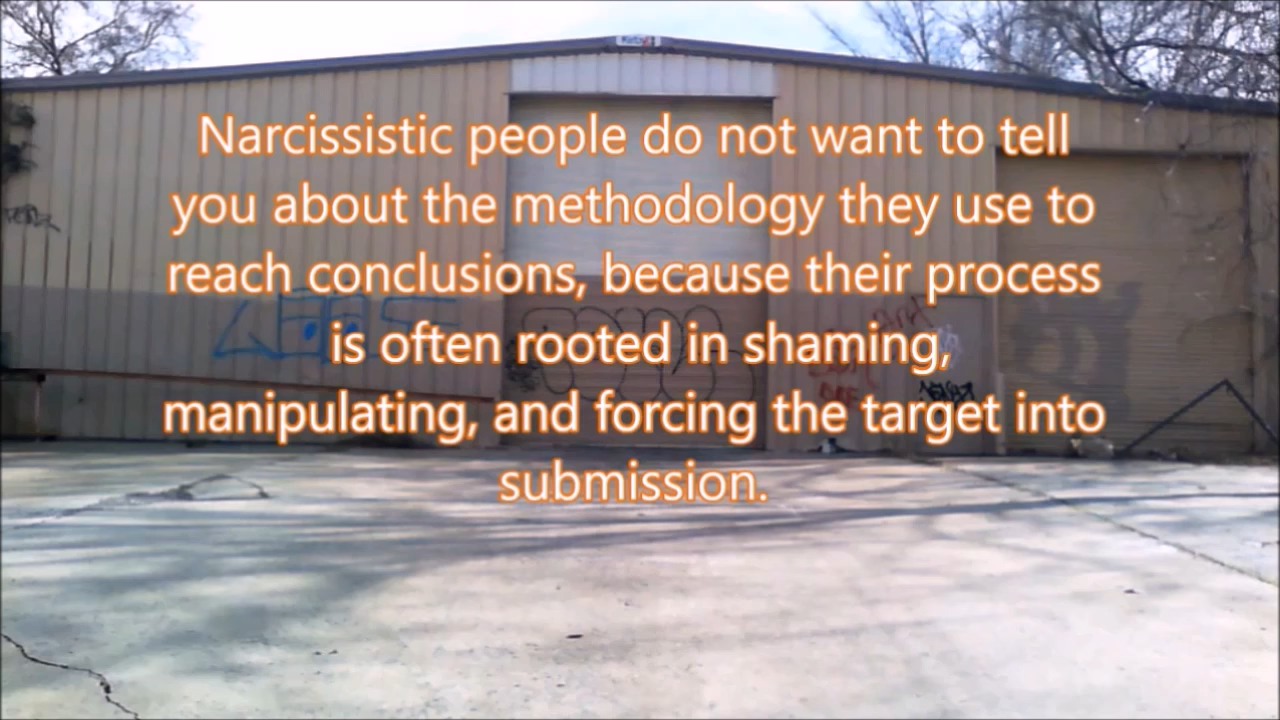 Narcissistic people do not want to tell
you about the methodology they use to
reach conclusions, because their process
is often rooted in shaming,
manipulating, and forcing the target into
submission.